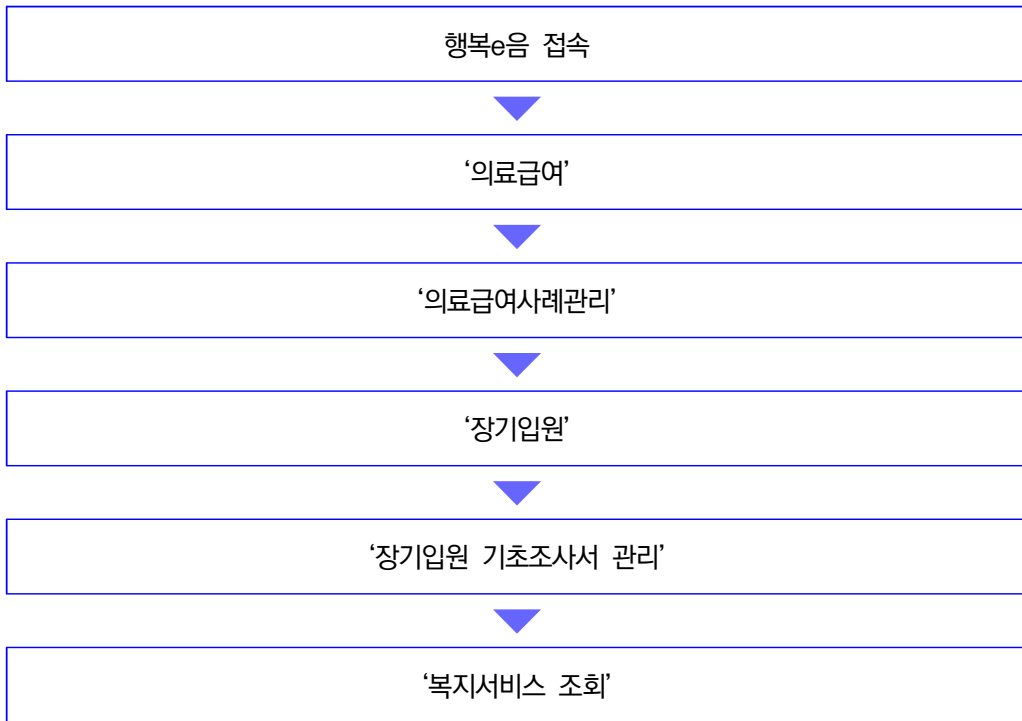 행복e음 접속
‘의료급여’
‘의료급여사례관리’
‘장기입원’
‘장기입원 기초조사서 관리’
‘복지서비스 조회’